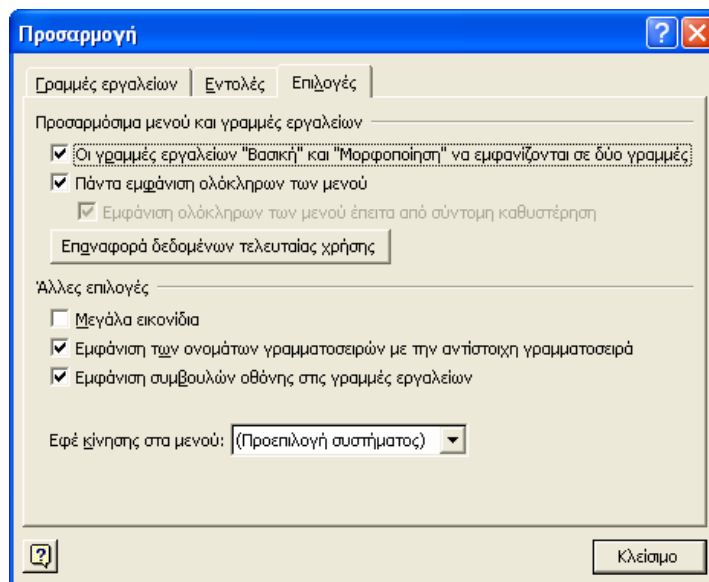 Προσαρμογή
Γραμμές εργαλείων Εντολές Επιλογές
Προσαρμόσιμα μενού και γραμμές εργαλείων
Οι γραμμές εργαλείων "Βασική" και "Μορφοποίηση" να εμφανίζονται σε δύο γραμμές
Πάντα εμφάνιση ολόκληρων των μενού
Εμφάνιση ολόκληρων των μενού έπειτα από σύντομη καθυστέρηση
Επαναφορά δεδομένων τελευταίας χρήσης
Άλλες επιλογές
Μεγάλα εικονίδια
Εμφάνιση των ονομάτων γραμματοσειρών με την αντίστοιχη γραμματοσειρά
Εμφάνιση συμβουλών οθόνης στις γραμμές εργαλείων
Εφέ κίνησης στα μενού: (Προεπιλογή συστήματος)
Κλείσιμο